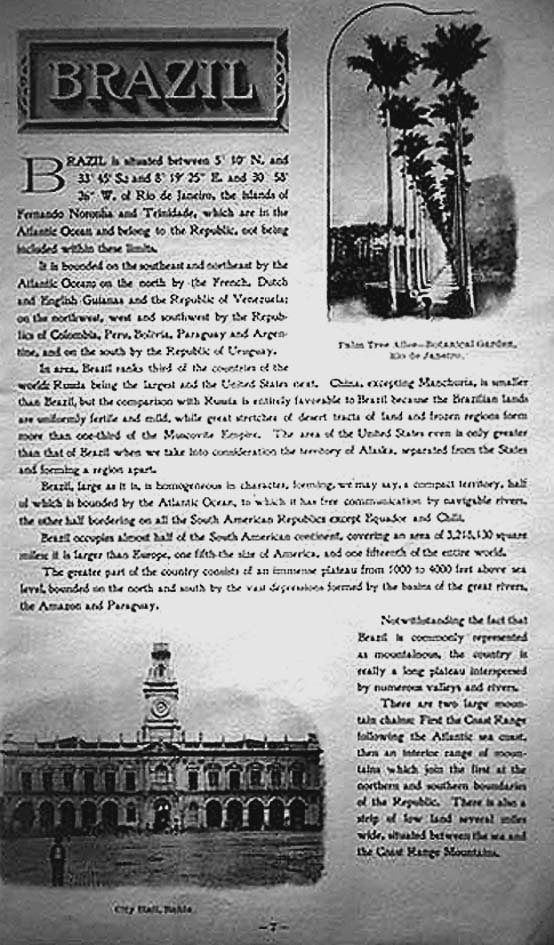 BRAZIL
BRAZIL is situated between 5° 10' N. and
33° 45' S.; and 8° 19' 25" E. and 30° 58'
26" W. of Rio de Janeiro, the islands of
Fernando Noronha and Trinidade, which are in the
Atlantic Ocean and belong to the Republic, not being
included within these limits.
It is bounded on the southeast and northeast by the
Atlantic Ocean; on the north by the French, Dutch
and English Guianas and the Republic of Venezuela;
on the northwest, west and southwest by the Repub-
lics of Colombia, Peru, Bolivia, Paraguay and Argen-
tine, and on the south by the Republic of Uruguay.
In area, Brazil ranks third of the countries of the
world; Russia being the largest and the United States next. China, excepting Manchuria, is smaller
than Brazil, but the comparison with Russia is entirely favorable to Brazil because the Brazilian lands
are uniformly fertile and mild, while great stretches of desert tracts of land and frozen regions form
more than one-third of the Muscovite Empire. The area of the United States even is only greater
than that of Brazil when we take into consideration the territory of Alaska, separated from the States
and forming a region apart.
Brazil, large as it is, is homogeneous in character, forming, we may say, a compact territory, half
of which is bounded by the Atlantic Ocean, to which it has free communication by navigable rivers,
the other half bordering on all the South American Republics except Equador and Chili.
Brazil occupies almost half of the South American continent, covering an area of 3,218,130 square
miles; it is larger than Europe, one fifth the size of America, and one fifteenth of the entire world.
The greater part of the country consists of an immense plateau from 1000 to 4000 feet above sea
level, bounded on the north and south by the vast depressions formed by the basins of the great rivers,
the Amazon and Paraguay.
Palm Tree Allee—Botanical Garden,
Rio de Janeiro.
Notwithstanding the fact that
Brazil is commonly represented
as mountainous, the country is
really a long plateau interspersed
by numerous valleys and rivers.
There are two large moun-
tain chains: First the Coast Range
following the Atlantic sea coast,
then an interior range of moun-
tains which join the first at the
northern and southern boundaries
of the Republic. There is also a
strip of low land several miles
wide, situated between the sea and
the Coast Range Mountains.
City Hall, Bahia.
—7—